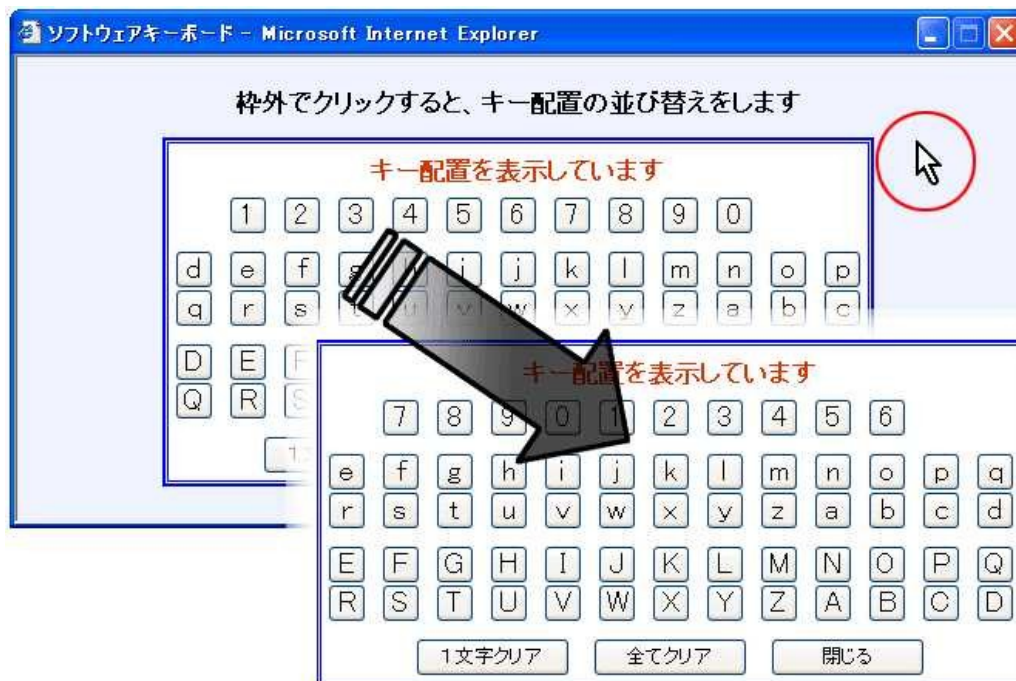 ソフトウェアキーボード - Microsoft Internet Explorer
枠外でクリックすると、キー配置の並び替えをします
キー配置を表示しています
1 2 3 4 5 6 7 8 9 0
d e f g h i j k l m n o p
q r s t u v w x y z a b c
D E F
Q R S
1
キー配置を表示しています
7 8 9 0 1 2 3 4 5 6
e f g h i j k l m n o p q
r s t u v w x y z a b c d
E F G H I J K L M N O P Q
R S T U V W X Y Z A B C D
1文字クリア 全てクリア 閉じる